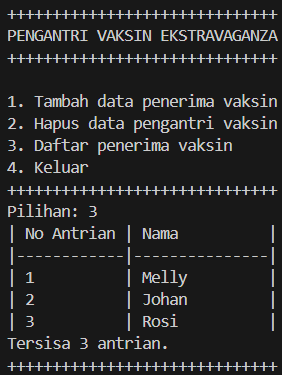 ++++++++++++++++++++++++++++++
PENGANTRI VAKSIN EKSTRAVAGANZA
++++++++++++++++++++++++++++++
1. Tambah data penerima vaksin
2. Hapus data pengantri vaksin
3. Daftar penerima vaksin
4. Keluar
++++++++++++++++++++++++++++++
Pilihan: 3
| No Antrian | Nama          |
|------------|---------------|
| 1          | Melly         |
| 2          | Johan         |
| 3          | Rosi          |
Tersisa 3 antrian.
++++++++++++++++++++++++++++++